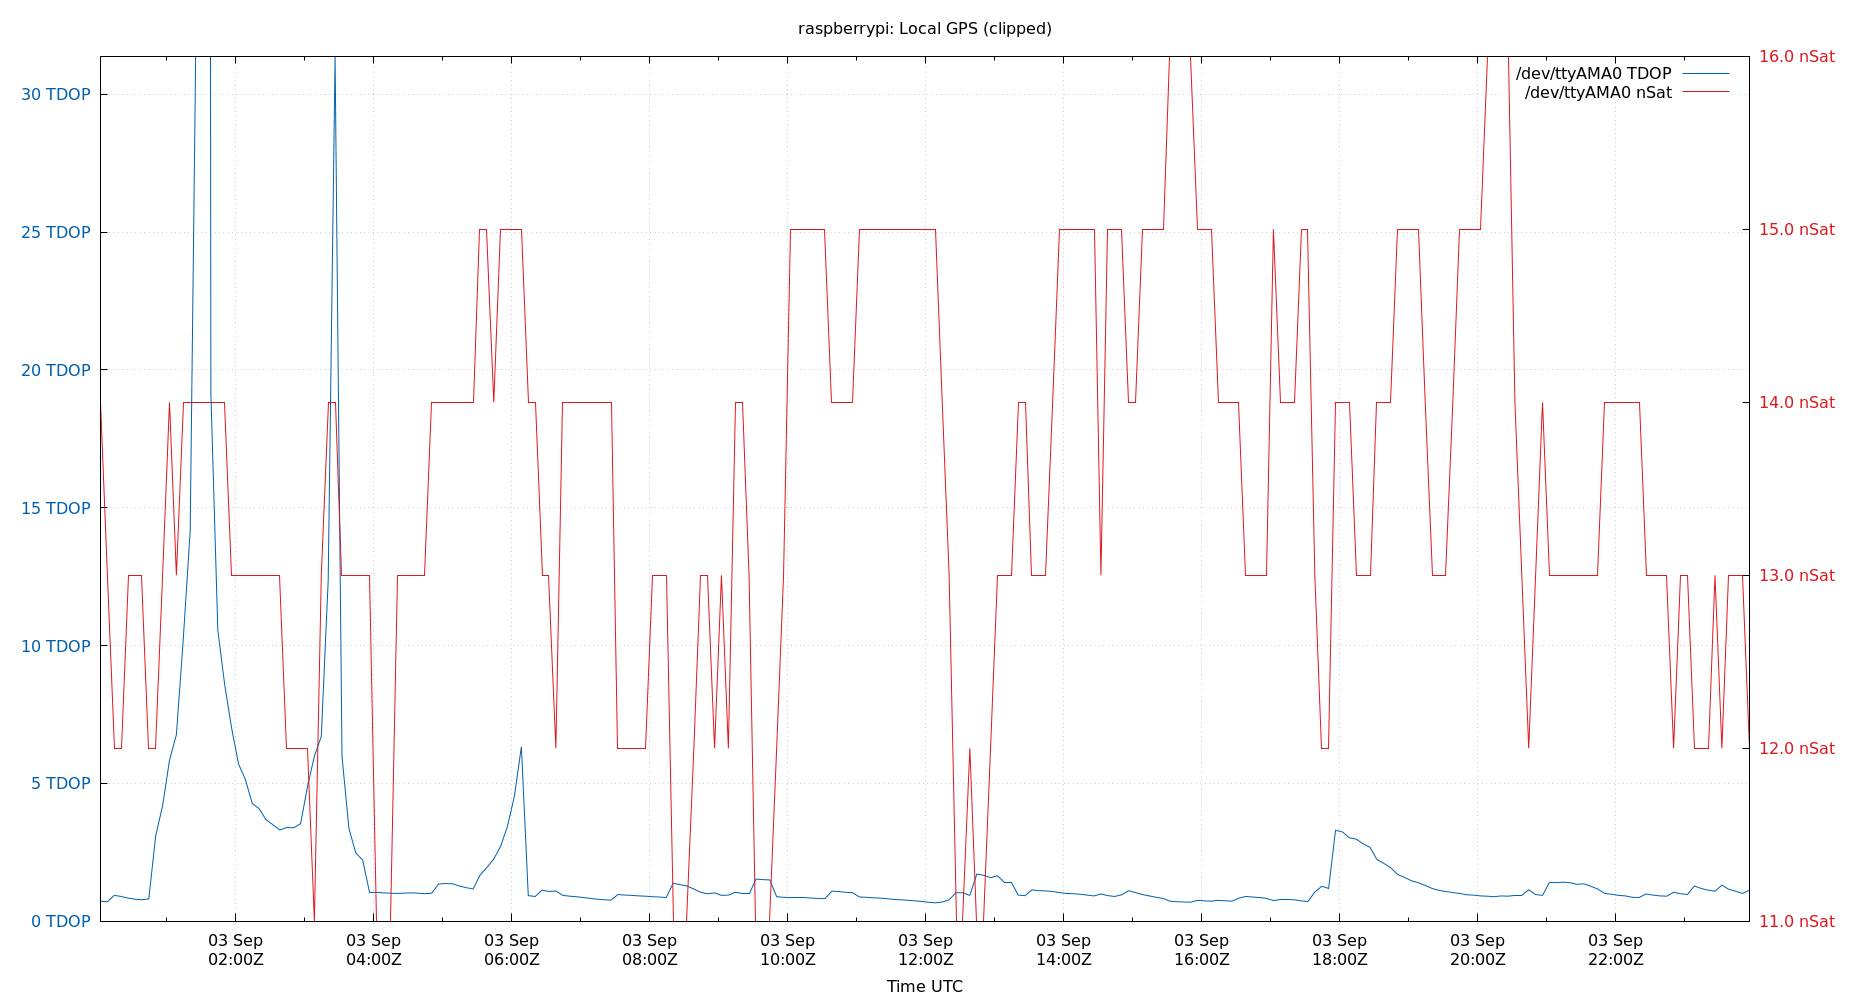 raspberrypi: Local GPS (clipped)
/dev/ttyAMA0 TDOP
/dev/ttyAMA0 nSat
30 TDOP
25 TDOP
20 TDOP
15 TDOP
10 TDOP
5 TDOP
0 TDOP
16.0 nSat
15.0 nSat
14.0 nSat
13.0 nSat
12.0 nSat
11.0 nSat
03 Sep
02:00Z
03 Sep
04:00Z
03 Sep
06:00Z
03 Sep
08:00Z
03 Sep
10:00Z
03 Sep
12:00Z
03 Sep
14:00Z
03 Sep
16:00Z
03 Sep
18:00Z
03 Sep
20:00Z
03 Sep
22:00Z
Time UTC